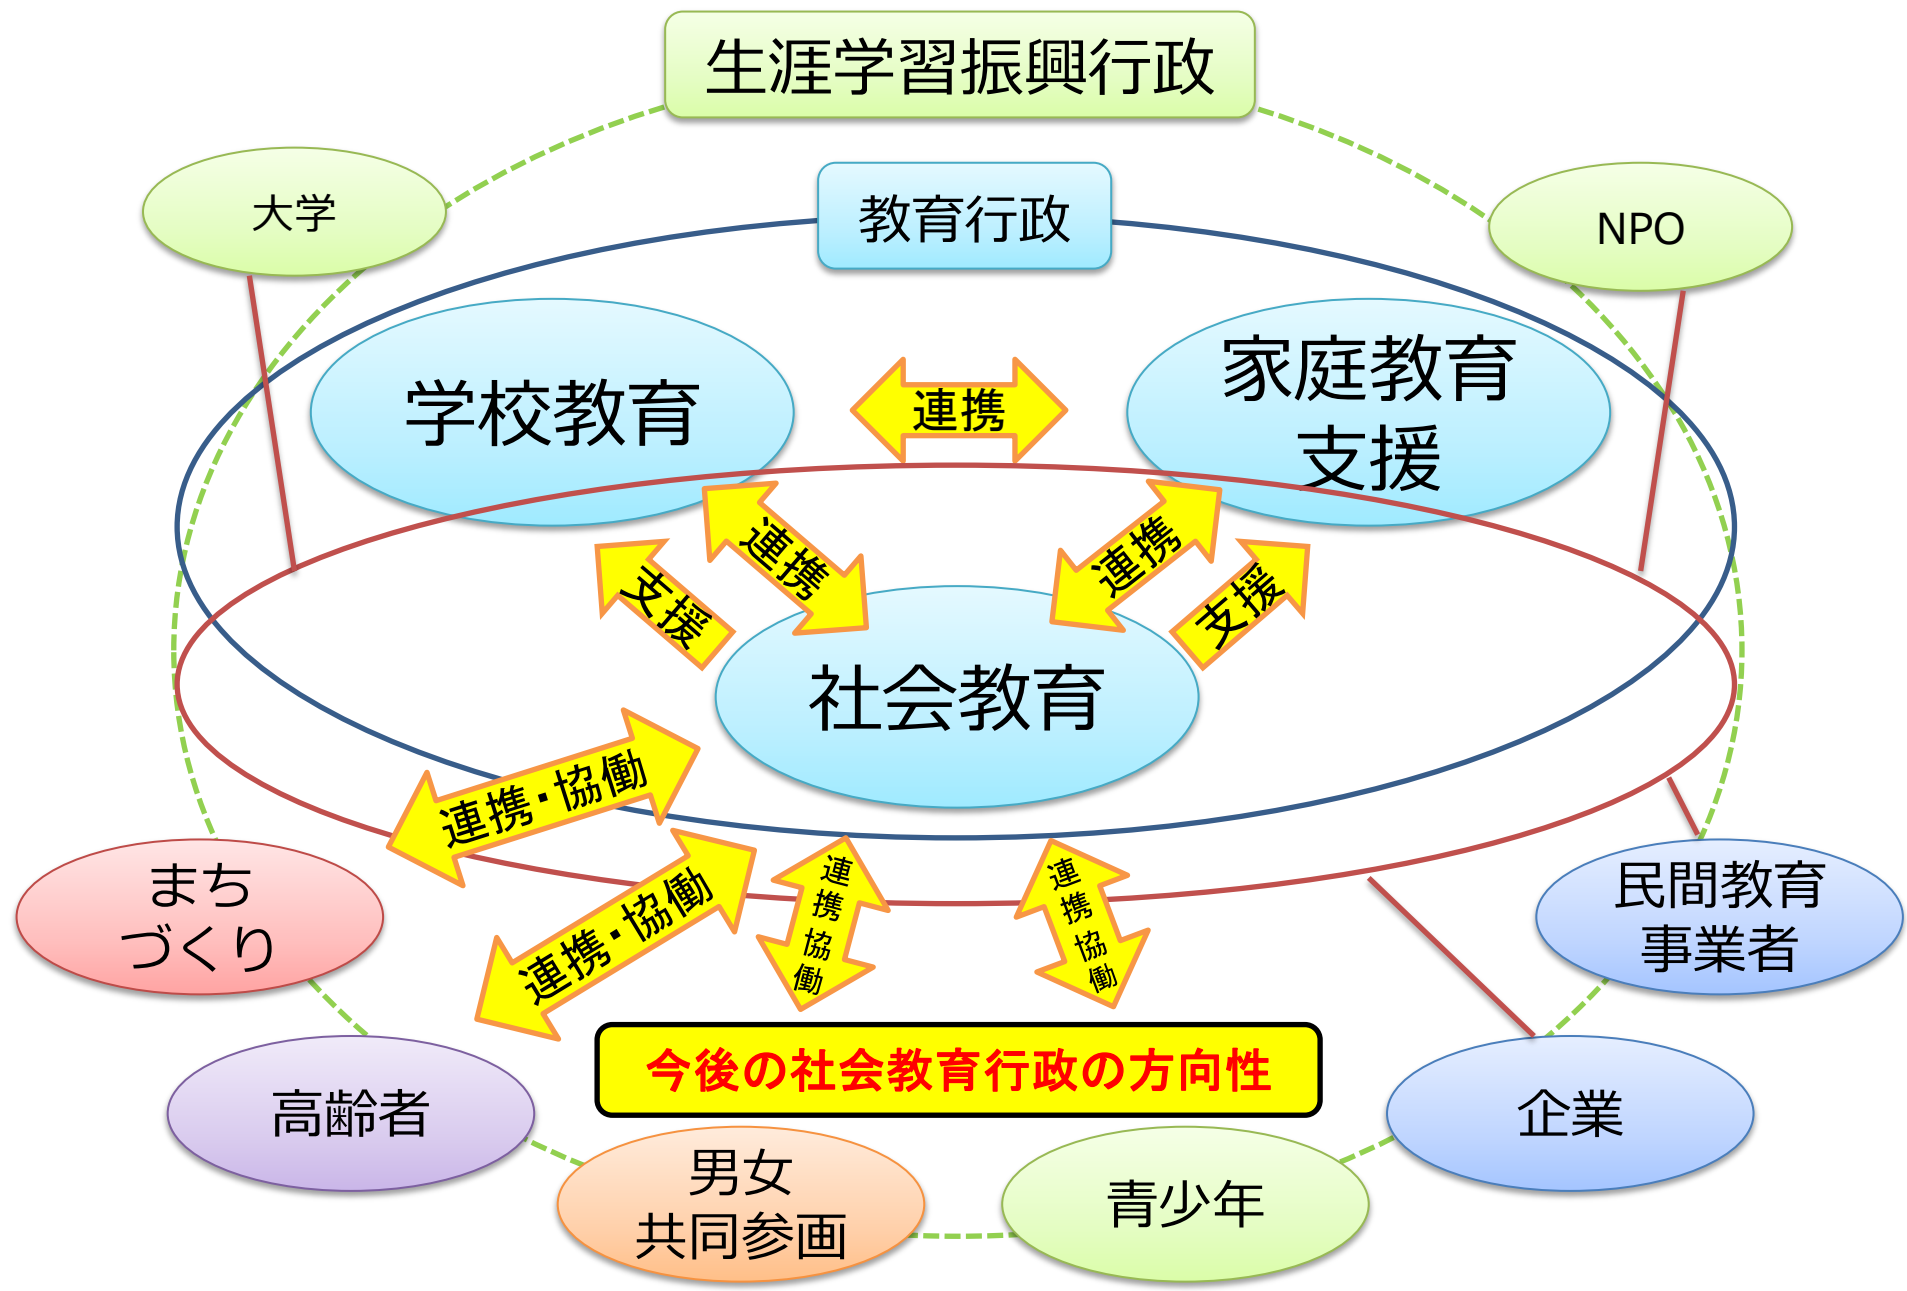 生涯学習振興行政
大学
教育行政
NPO
学校教育
連携
家庭教育
支援
連携
連携
支援
支援
社会教育
連携・協働
連携・協働
連携協働
連携協働
まち
づくり
民間教育
事業者
今後の社会教育行政の方向性
高齢者
企業
男女
共同参画
青少年